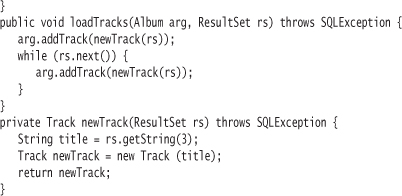 }
public void loadTracks(Album arg, ResultSet rs) throws SQLException {
   arg.addTrack(newTrack(rs));
   while (rs.next()) {
      arg.addTrack(newTrack(rs));
   }
}
private Track newTrack(ResultSet rs) throws SQLException {
   String title = rs.getString(3);
   Track newTrack = new Track (title);
   return newTrack;
}